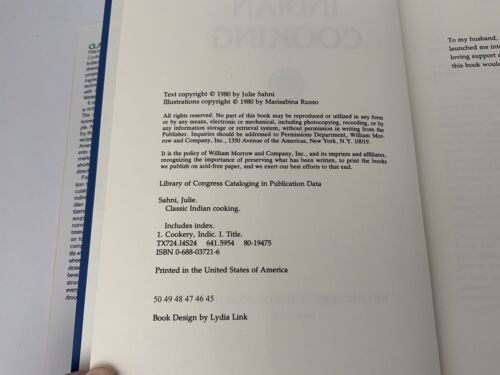 Text copyright © 1980 by Julie Sahni
Illustrations copyright © 1980 by Marisabina Russo
All rights reserved. No part of this book may be reproduced or utilized in any form
or by any means, electronic or mechanical, including photocopying, recording, or by
any information storage or retrieval system, without permission in writing from the
Publisher. Inquiries should be addressed to Permissions Department, William Mor-
row and Company, Inc., 1350 Avenue of the Americas, New York, N.Y. 10019.
It is the policy of William Morrow and Company, Inc., and its imprints and affiliates,
recognizing the importance of preserving what has been written, to print the books
we publish on acid-free paper, and we exert our best efforts to that end.
Library of Congress Cataloging in Publication Data
Sahni, Julie.
Classic Indian cooking.
Includes index.
1. Cookery, Indic. I. Title.
TX724.I4S24 641.5954 80-19475
ISBN 0-688-03721-6
Printed in the United States of America
50 49 48 47 46 45
Book Design by Lydia Link
To my husband,
launched me int
loving support a
this book would